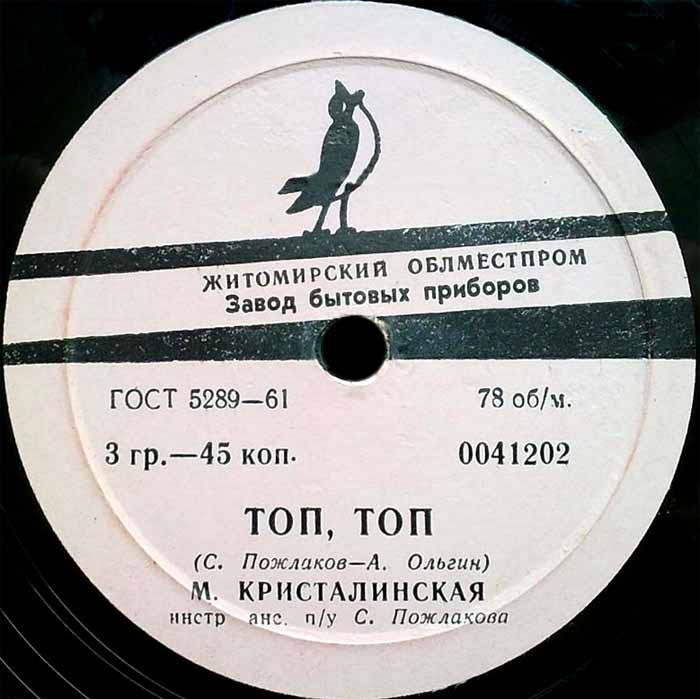 ЖИТОМИРСКИЙ ОБЛМЕСТПРОМ
Завод бытовых приборов
ГОСТ 5289—61 78 об/м.
3 гр.—45 коп. 0041202
ТОП, ТОП
(С. Пожлаков—А. Ольгин)
М. КРИСТАЛИНСКАЯ
инстр анс. п/у С. Пожлакова